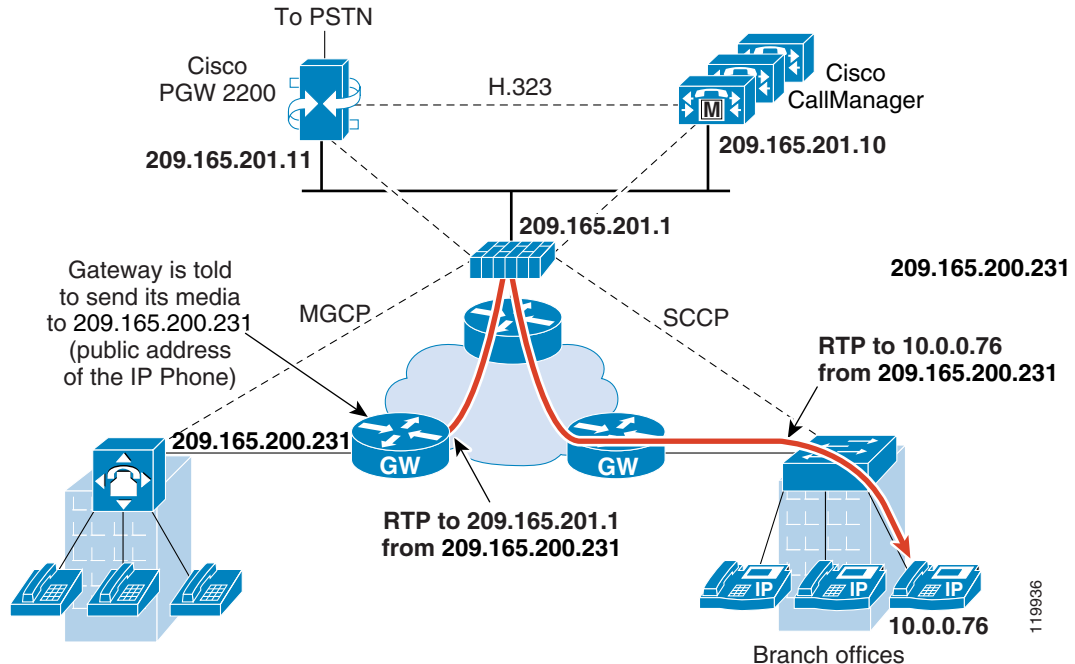 To PSTN
Cisco
PGW 2200
H.323
Cisco
CallManager
M
209.165.201.11
209.165.201.10
209.165.201.1
Gateway is told
to send its media
to 209.165.200.231
(public address
of the IP Phone)
MGCP
SCCP
209.165.200.231
RTP to 10.0.0.76
from 209.165.200.231
209.165.200.231
GW
GW
RTP to 209.165.201.1
from 209.165.200.231
IP
IP
IP
10.0.0.76
Branch offices
119936